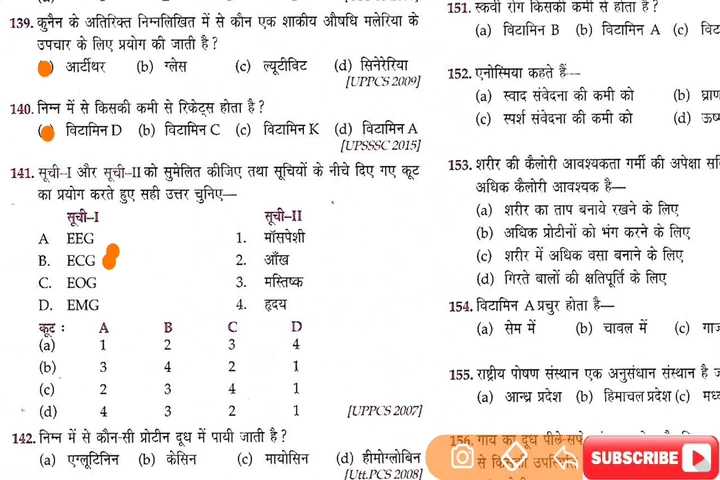 139. कुनैन के अतिरिक्त निम्नलिखित में से कौन एक शाकीय औषधि मलेरिया के
उपचार के लिए प्रयोग की जाती है?
आर्टीथर (b) ग्लेस (c) ल्यूटीविट (d) सिनेरेरिया
[UPPCS 2009]
140. निम्न में से किसकी कमी से रिकेट्स होता है?
विटामिन D (b) विटामिन C (c) विटामिन K (d) विटामिन A
[UPSSSC 2015]
141. सूची-I और सूची-II को सुमेलित कीजिए तथा सूचियों के नीचे दिए गए कूट
का प्रयोग करते हुए सही उत्तर चुनिए—
सूची-I सूची-II
A EEG 1. माँसपेशी
B. ECG 2. आँख
C. EOG 3. मस्तिष्क
D. EMG 4. हृदय
कूट : A B C D
(a) 1 2 3 4
(b) 3 4 2 1
(c) 2 3 4 1
(d) 4 3 2 1 [UPPCS 2007]
142. निम्न में से कौन-सी प्रोटीन दूध में पायी जाती है?
(a) एग्लूटिनिन (b) केसिन (c) मायोसिन (d) हीमोग्लोबिन
[Utt.PCS 2008]
151. स्कर्वी रोग किसकी कमी से होता है?
(a) विटामिन B (b) विटामिन A (c)
152. एनोस्मिया कहते हैं—
(a) स्वाद संवेदना की कमी को (b)
(c) स्पर्श संवेदना की कमी को (d)
153. शरीर की कैलोरी आवश्यकता गर्मी की अपेक्षा
अधिक कैलोरी आवश्यक है—
(a) शरीर का ताप बनाये रखने के लिए
(b) अधिक प्रोटीनों को भंग करने के लिए
(c) शरीर में अधिक वसा बनाने के लिए
(d) गिरते बालों की क्षतिपूर्ति के लिए
154. विटामिन A प्रचुर होता है—
(a) सेम में (b) चावल में (c)
155. राष्ट्रीय पोषण संस्थान एक अनुसंधान संस्थान है
(a) आन्ध्र प्रदेश (b) हिमाचल प्रदेश (c)
156. गाय का दूध पीले
से उपस्थिति
SUBSCRIBE